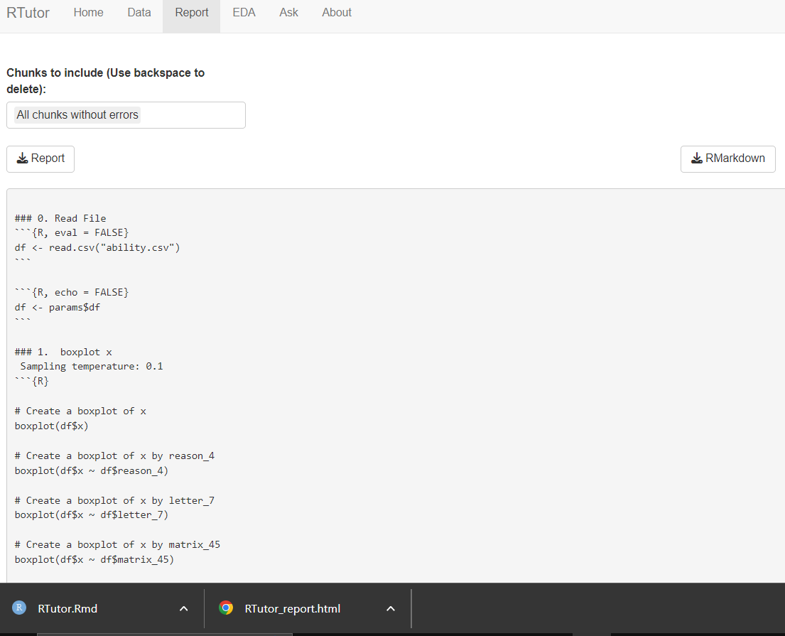 RTutor Home Data Report EDA Ask About
Chunks to include (Use backspace to
delete):
All chunks without errors
Report RMarkdown
### 0. Read File
```{R, eval = FALSE}
df <- read.csv("ability.csv")
```
```{R, echo = FALSE}
df <- params$df
```
### 1.  boxplot x
Sampling temperature: 0.1
```{R}
# Create a boxplot of x
boxplot(df$x)
# Create a boxplot of x by reason_4
boxplot(df$x ~ df$reason_4)
# Create a boxplot of x by letter_7
boxplot(df$x ~ df$letter_7)
# Create a boxplot of x by matrix_45
boxplot(df$x ~ df$matrix_45)
R RTutor.Rmd RTutor_report.html